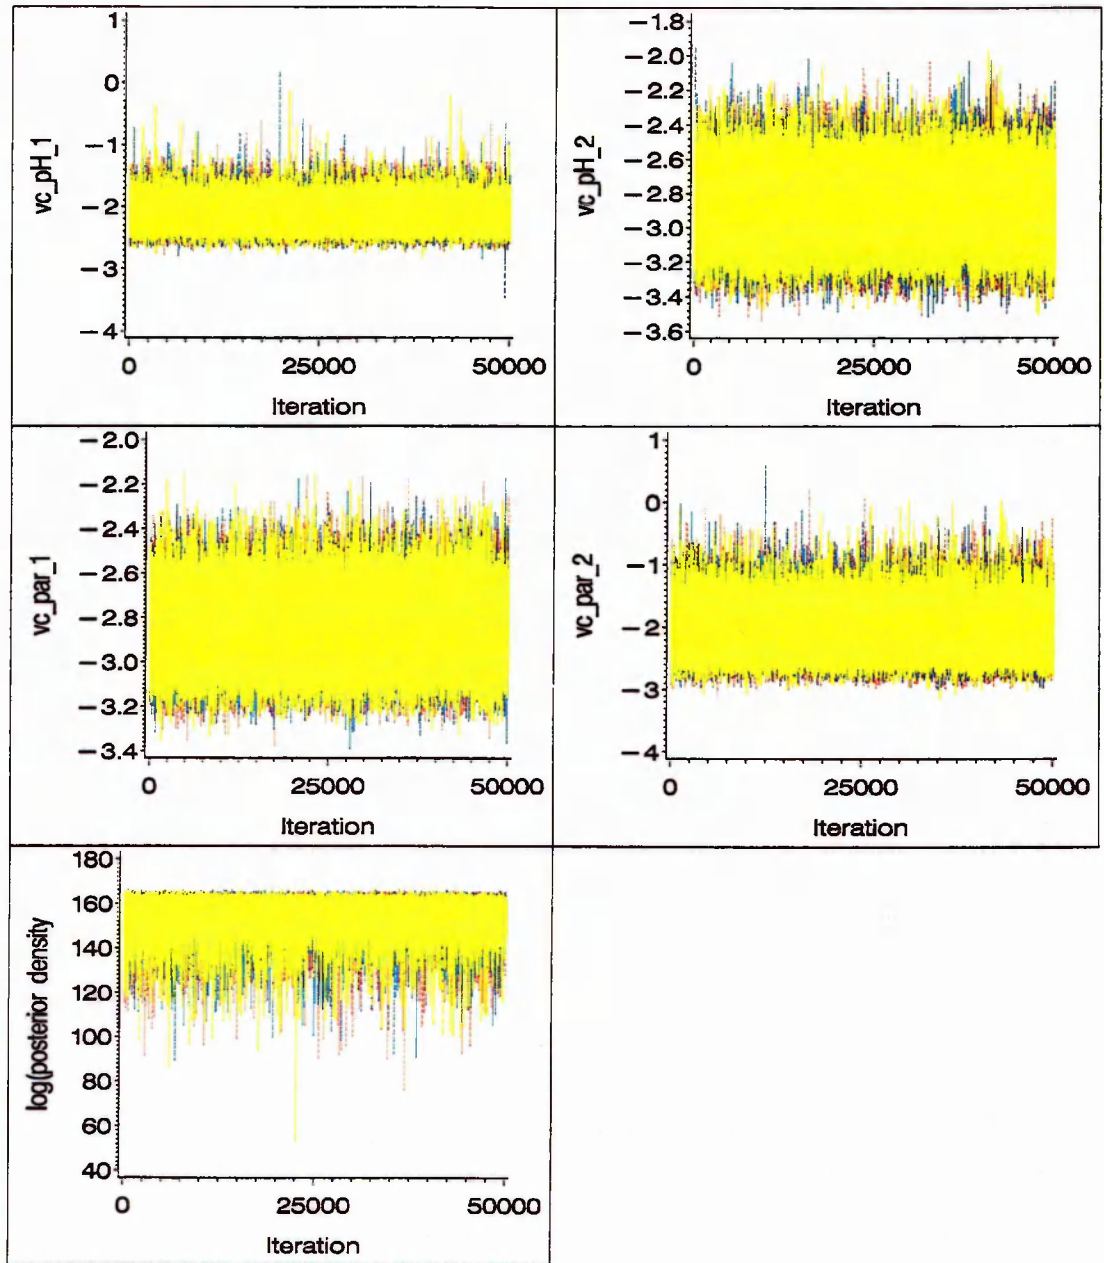 vc_pH_1
1
0
−1
−2
−3
−4
0 25000 50000
Iteration
vc_pH_2
−1.8
−2.0
−2.2
−2.4
−2.6
−2.8
−3.0
−3.2
−3.4
−3.6
0 25000 50000
Iteration
vc_par_1
−2.0
−2.2
−2.4
−2.6
−2.8
−3.0
−3.2
−3.4
0 25000 50000
Iteration
vc_par_2
1
0
−1
−2
−3
−4
0 25000 50000
Iteration
log(posterior density)
180
160
140
120
100
80
60
40
0 25000 50000
Iteration